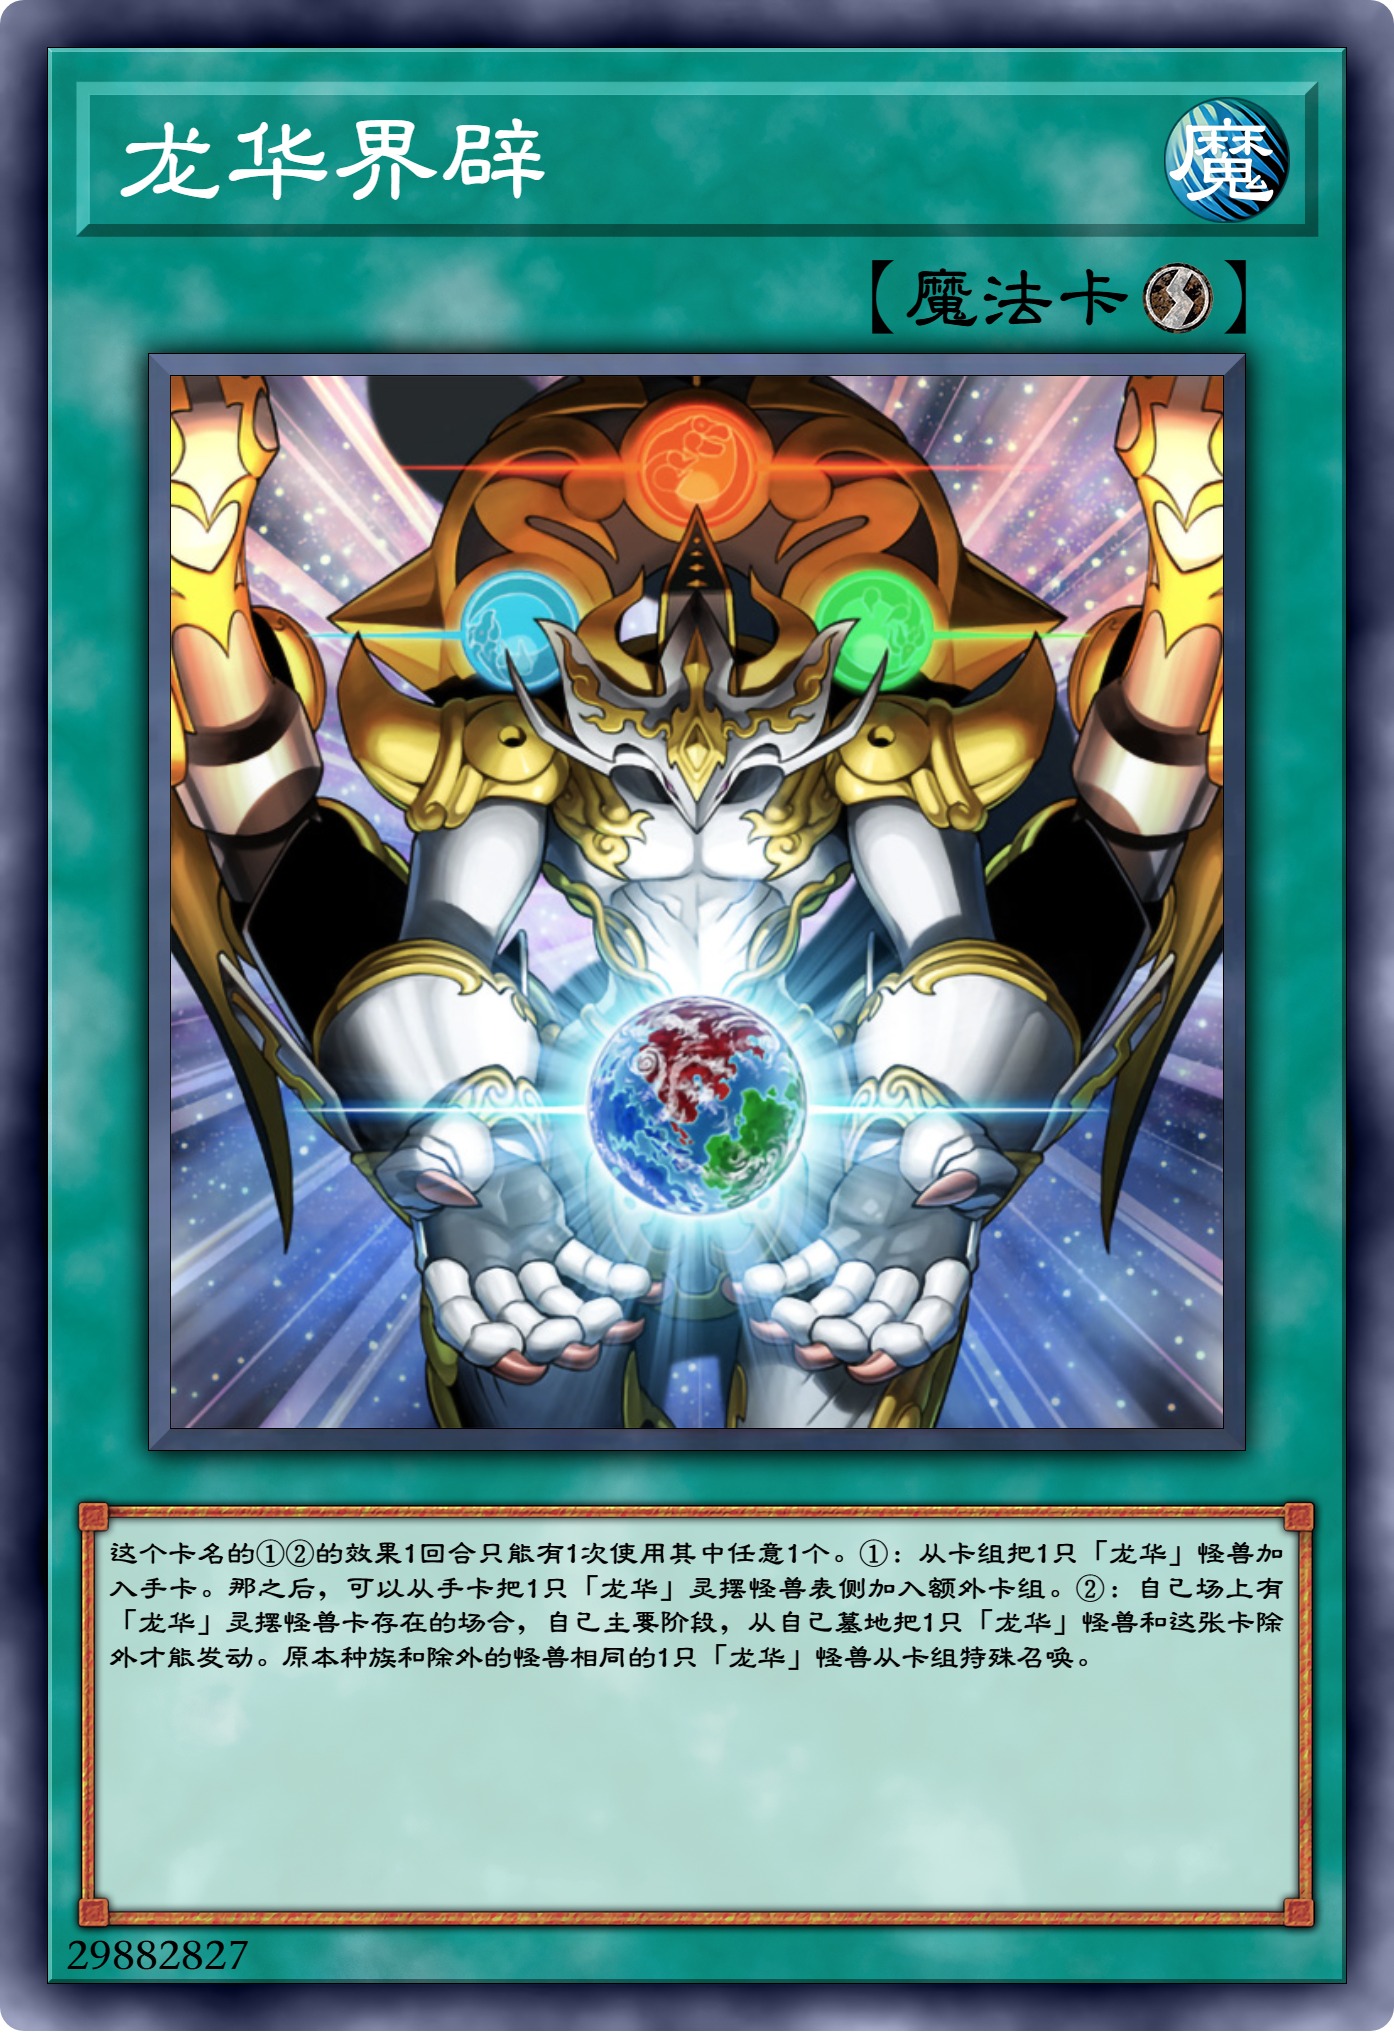 龙华界辟
魔
【魔法卡】
这个卡名的①②的效果1回合只能有1次使用其中任意1个。①：从卡组把1只「龙华」怪兽加
入手卡。那之后，可以从手卡把1只「龙华」灵摆怪兽表侧加入额外卡组。②：自己场上有
「龙华」灵摆怪兽卡存在的场合，自己主要阶段，从自己墓地把1只「龙华」怪兽和这张卡除
外才能发动。原本种族和除外的怪兽相同的1只「龙华」怪兽从卡组特殊召唤。
29882827